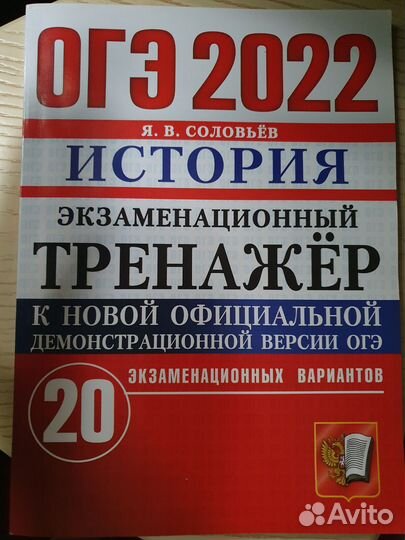 ОГЭ 2022
Я. В. СОЛОВЬЁВ
ИСТОРИЯ
ЭКЗАМЕНАЦИОННЫЙ
ТРЕНАЖЁР
К НОВОЙ ОФИЦИАЛЬНОЙ
ДЕМОНСТРАЦИОННОЙ ВЕРСИИ ОГЭ
20 ЭКЗАМЕНАЦИОННЫХ ВАРИАНТОВ
Avito